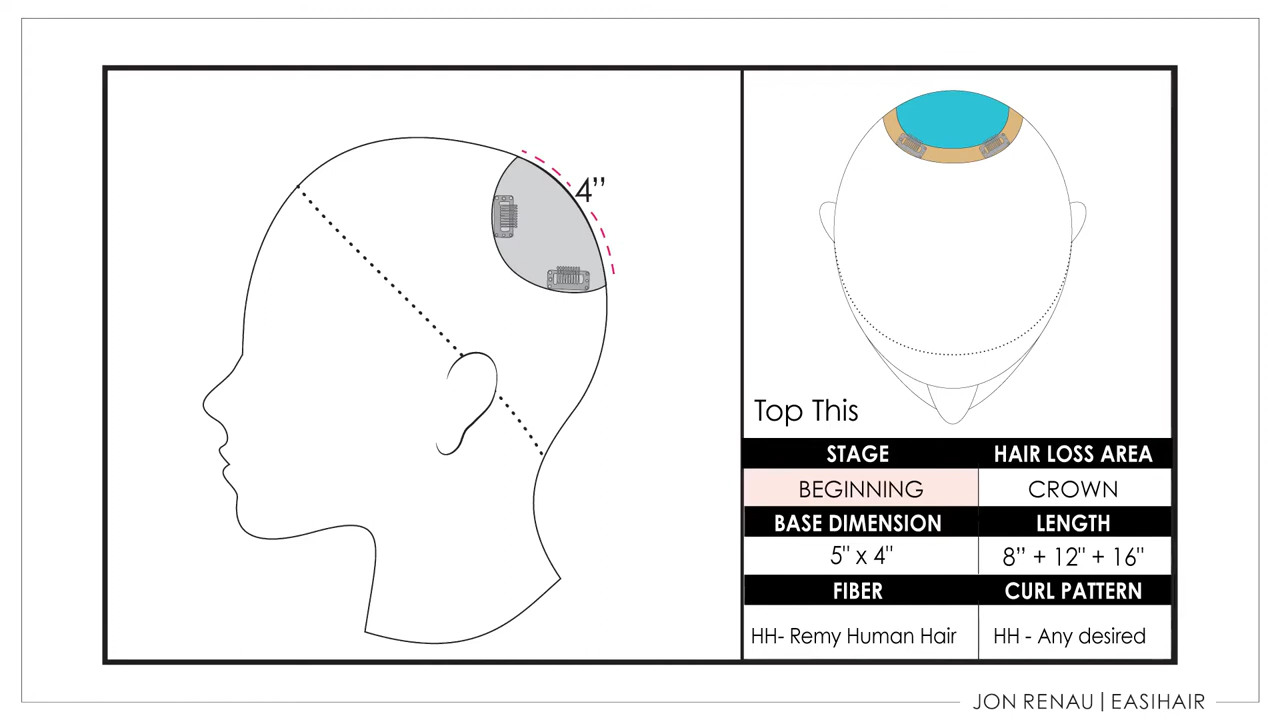 4”
Top This
STAGE
HAIR LOSS AREA
BEGINNING
CROWN
BASE DIMENSION
LENGTH
5" x 4"
8” + 12" + 16"
FIBER
CURL PATTERN
HH- Remy Human Hair
HH - Any desired
JON RENAU | EASIHAIR